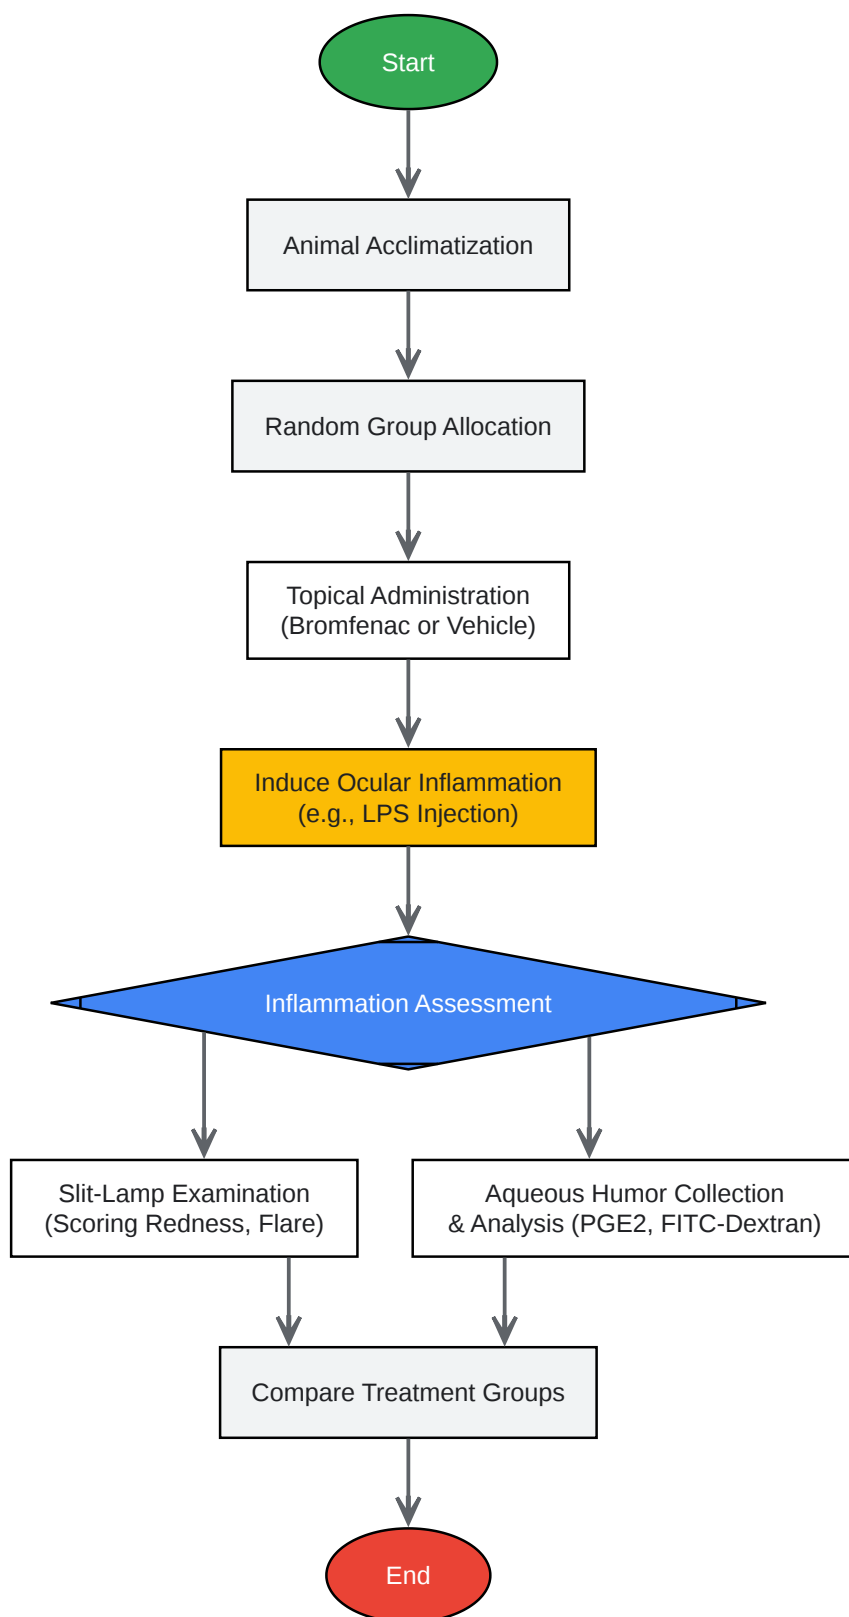 Start
Animal Acclimatization
Random Group Allocation
Topical Administration
(Bromfenac or Vehicle)
Induce Ocular Inflammation
(e.g., LPS Injection)
Inflammation Assessment
Slit-Lamp Examination
(Scoring Redness, Flare)
Aqueous Humor Collection
& Analysis (PGE2, FITC-Dextran)
Compare Treatment Groups
End